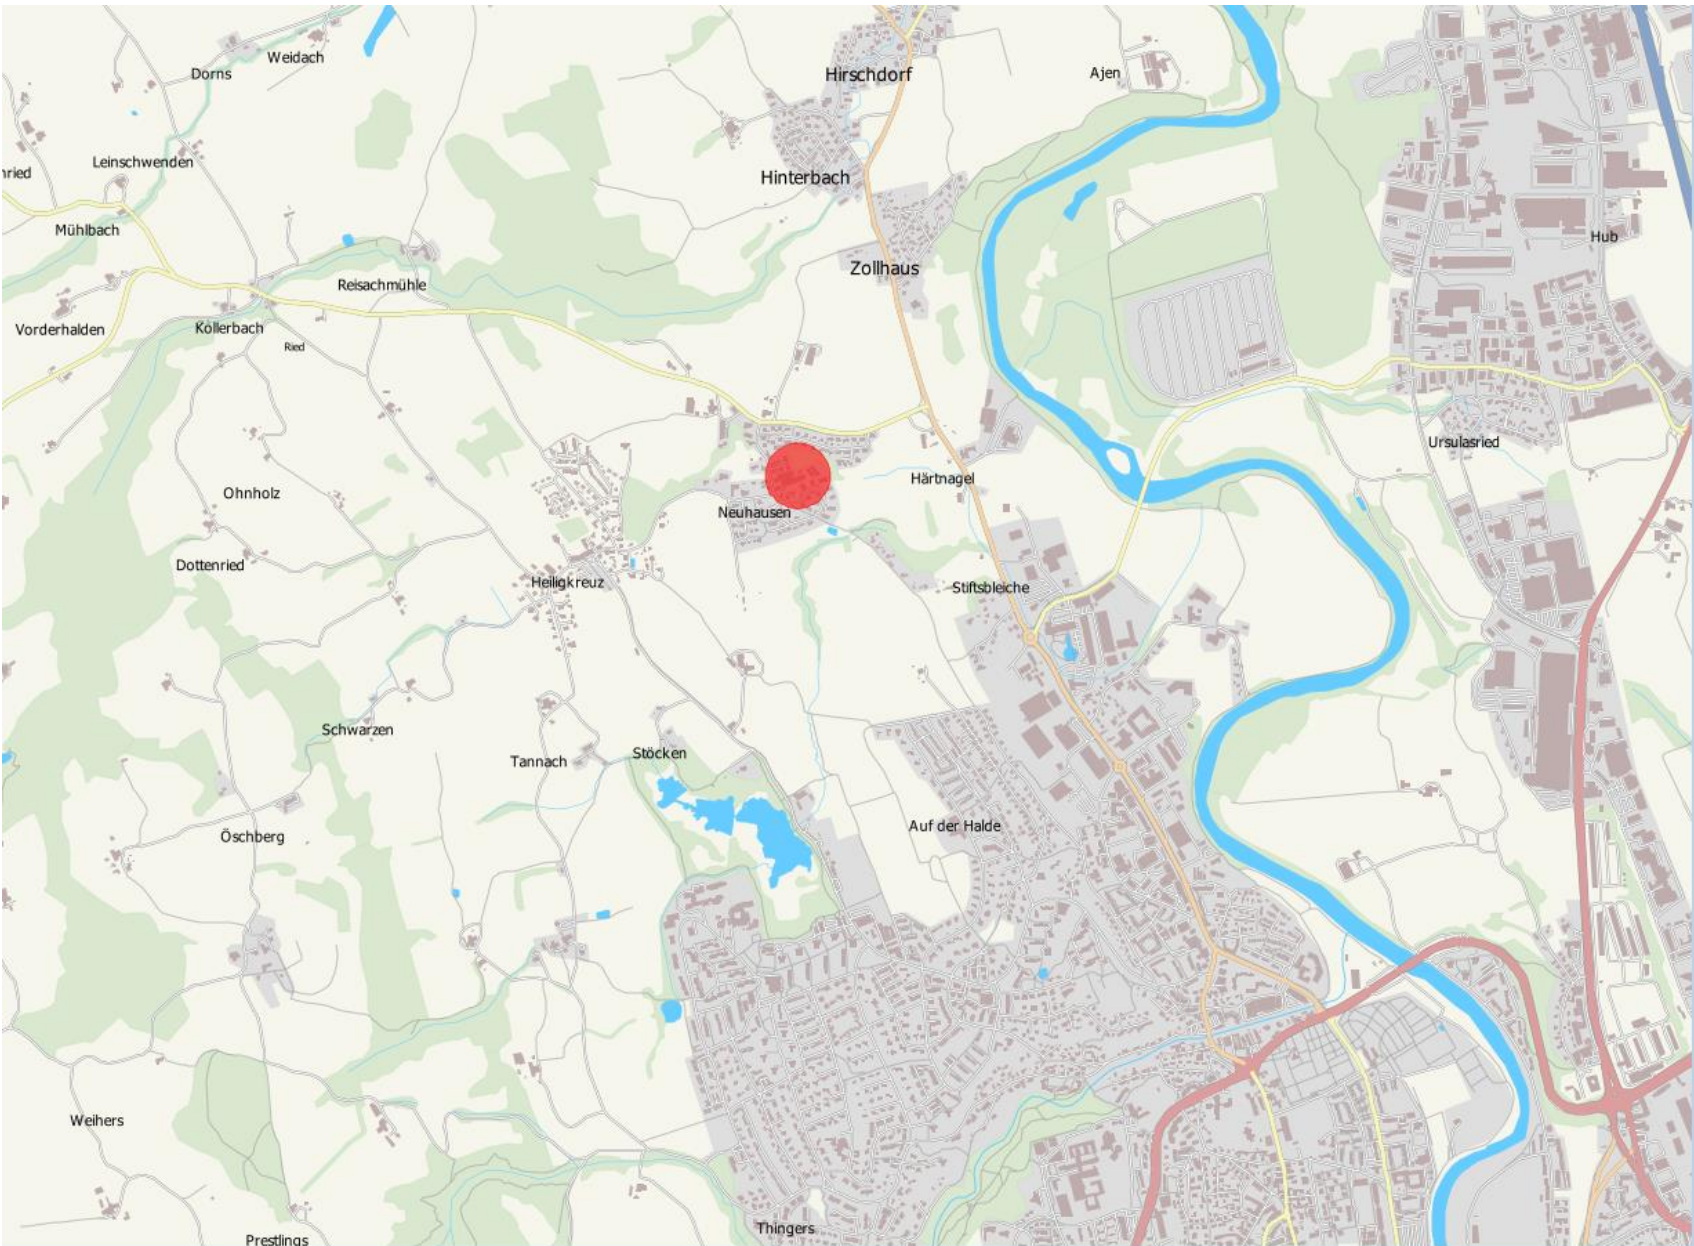 Weidach
Dorns
Hirschdorf
Ajen
Leinschwenden
nried
Hinterbach
Mühlbach
Hub
Zollhaus
Reisachmühle
Vorderhalden
Kollerbach
Ried
Ursulasried
Härtnagel
Ohnholz
Neuhausen
Dottenried
Heiligkreuz
Stiftsbleiche
Schwarzen
Stöcken
Tannach
Auf der Halde
Öschberg
Weihers
Thingers
Prestlings